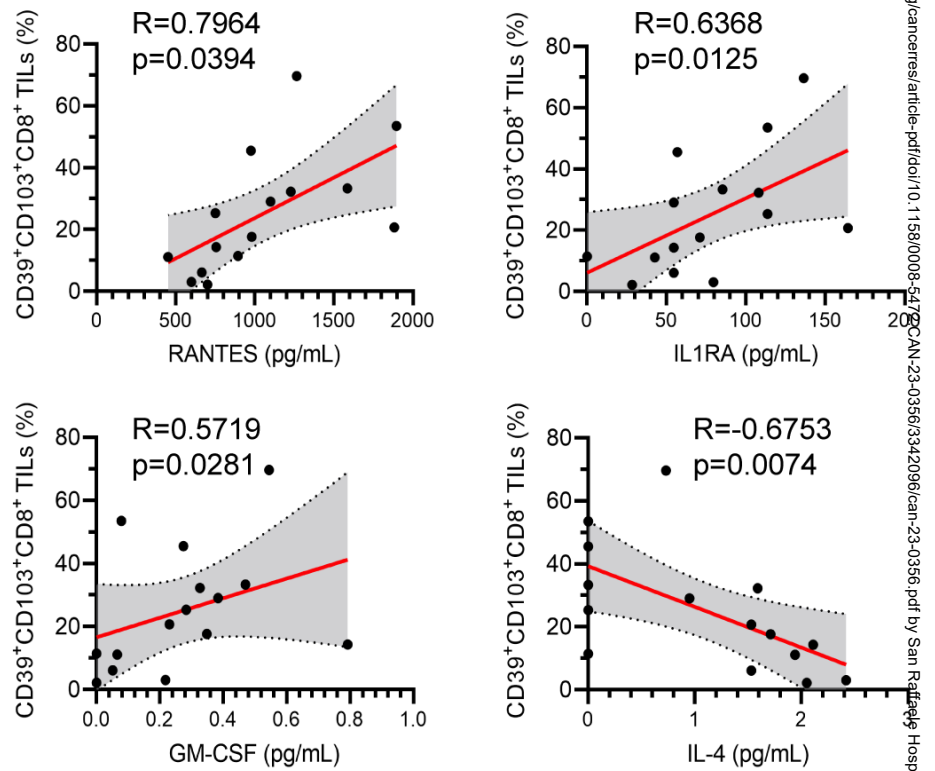 R=0.7964
p=0.0394
CD39⁺CD103⁺CD8⁺ TILs (%)
80
60
40
20
0
0 500 1000 1500 2000
RANTES (pg/mL)
R=0.6368
p=0.0125
CD39⁺CD103⁺CD8⁺ TILs (%)
80
60
40
20
0
0 50 100 150
IL1RA (pg/mL)
R=0.5719
p=0.0281
CD39⁺CD103⁺CD8⁺ TILs (%)
80
60
40
20
0
0.0 0.2 0.4 0.6 0.8 1.0
GM-CSF (pg/mL)
R=-0.6753
p=0.0074
CD39⁺CD103⁺CD8⁺ TILs (%)
80
60
40
20
0
0 1 2
IL-4 (pg/mL)
g/cancerres/article-pdf/doi/10.1158/0008-5472.CAN-23-0356/3342096/can-23-0356.pdf by San Raffaele Hosp